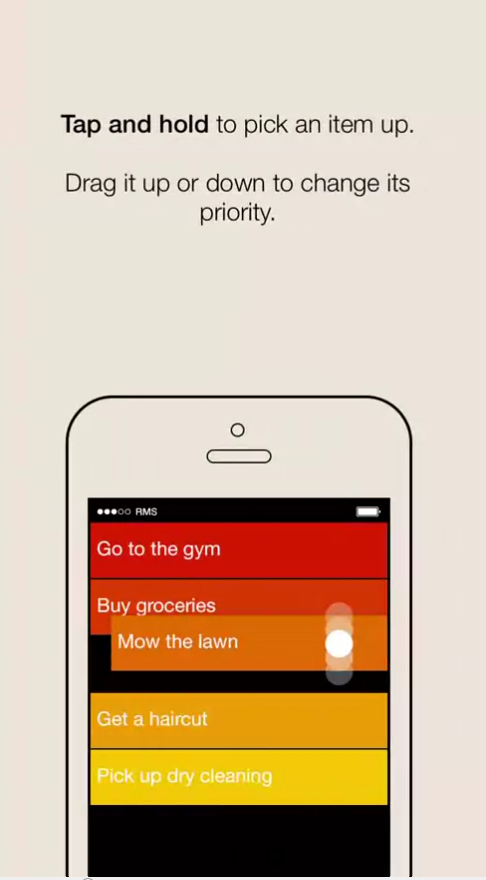 Tap and hold to pick an item up.
Drag it up or down to change its
priority.
RMS
Go to the gym
Buy groceries
Mow the lawn
Get a haircut
Pick up dry cleaning